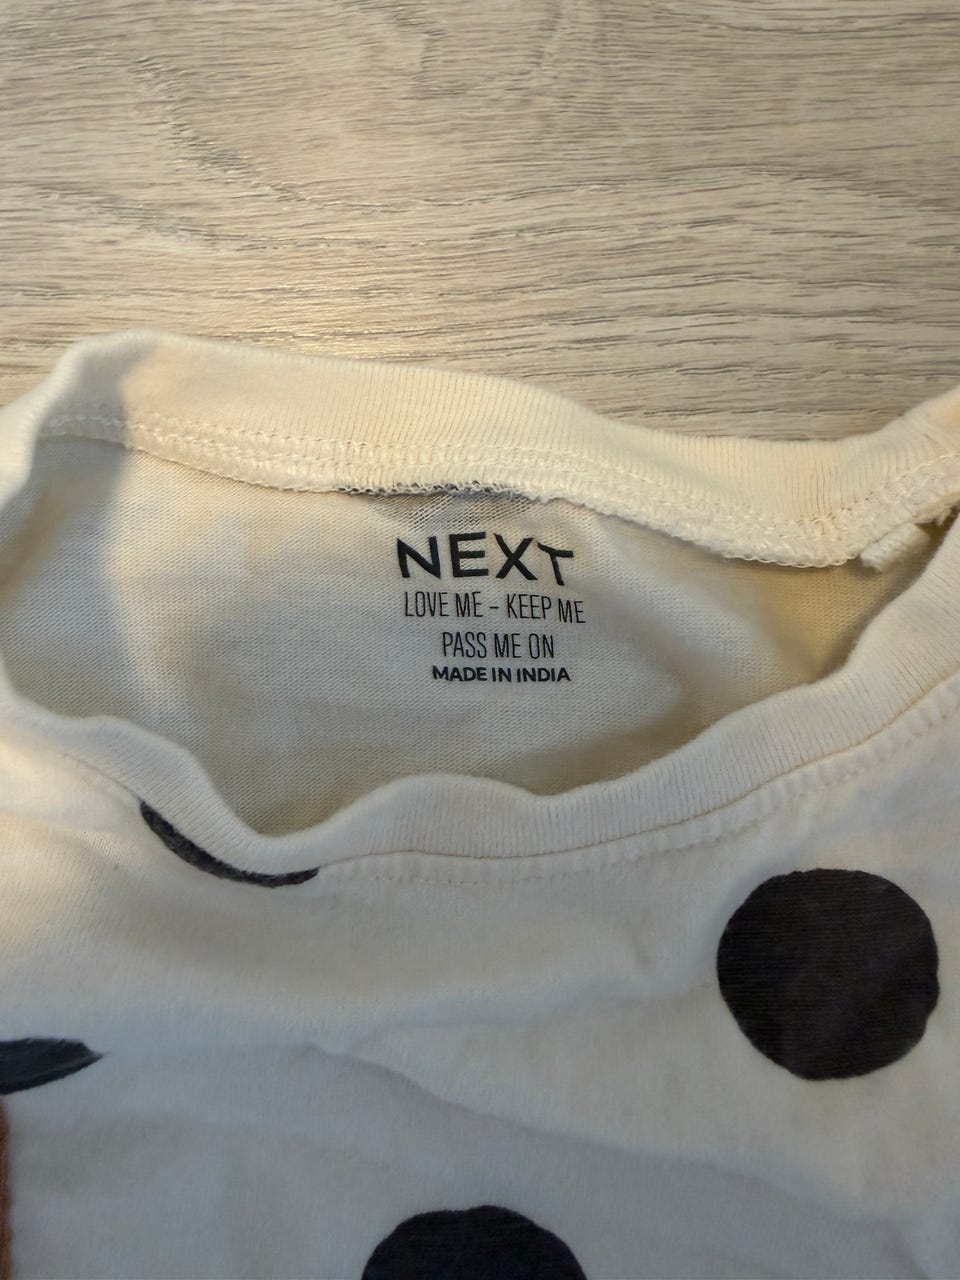 NEXT
LOVE ME - KEEP ME
PASS ME ON
MADE IN INDIA